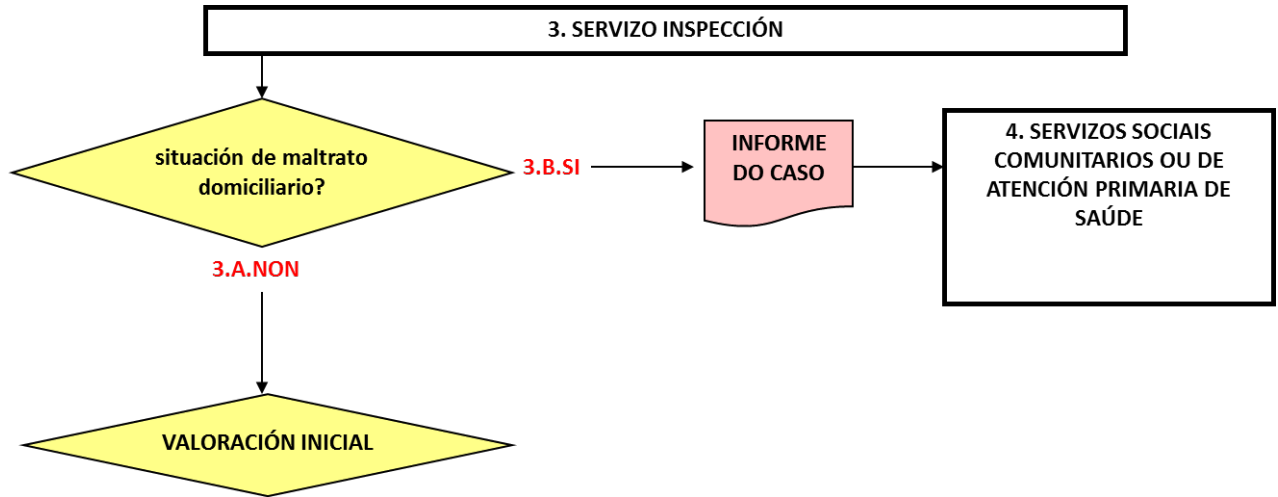 3. SERVIZO INSPECCIÓN
situación de maltrato
domiciliario?
3.B.SI
INFORME
DO CASO
4. SERVIZOS SOCIAIS
COMUNITARIOS OU DE
ATENCIÓN PRIMARIA DE
SAÚDE
3.A.NON
VALORACIÓN INICIAL